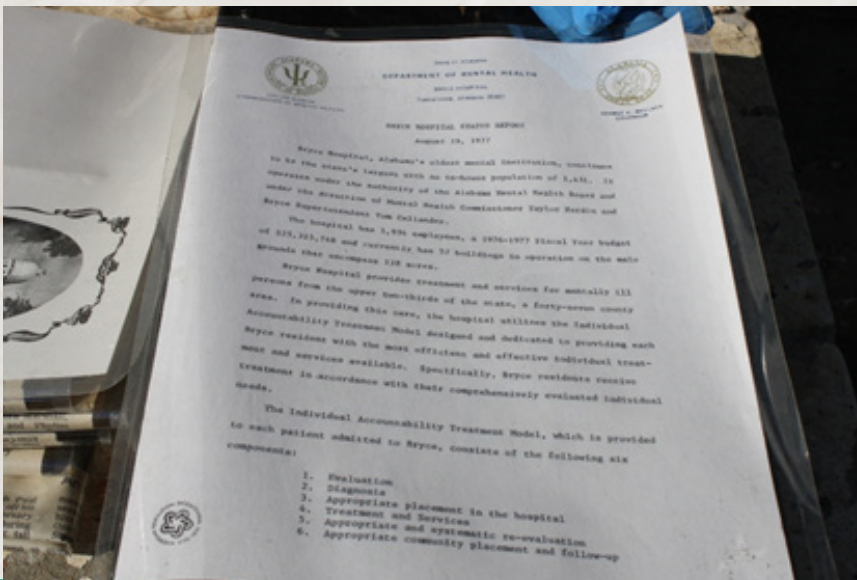 STATE OF ALABAMA
DEPARTMENT OF MENTAL HEALTH
BRYCE HOSPITAL
BRYCE HOSPITAL STATUS REPORT
August 19, 1977
Bryce Hospital, Alabama's oldest mental institution, continues
to be the state's largest with an in-house population of It
operates under the authority of the Alabama Mental Health Board and
under the direction of Mental Health Commissioner Taylor Hardin and
Bryce Superintendent Tom
The hospital has employees, a 1976-1977 Fiscal Year budget
of and currently has 57 buildings in operation on the main
grounds that encompass acres.
Bryce Hospital provides treatment and services for mentally ill
persons from the upper two-thirds of the state, a forty-seven county
area. In providing this care, the hospital utilizes the Individual
Accountability Treatment Model designed and dedicated to providing each
Bryce resident with the most efficient and effective individual treat-
ment and services available. Specifically, Bryce residents receive
treatment in accordance with their comprehensively evaluated individual
needs.
The Individual Accountability Treatment Model, which is provided
to each patient admitted to Bryce, consists of the following six
components:
1. Evaluation
2. Diagnosis
3. Appropriate placement in the hospital
4. Treatment and Services
5. Appropriate and systematic re-evaluation
6. Appropriate community placement and follow-up